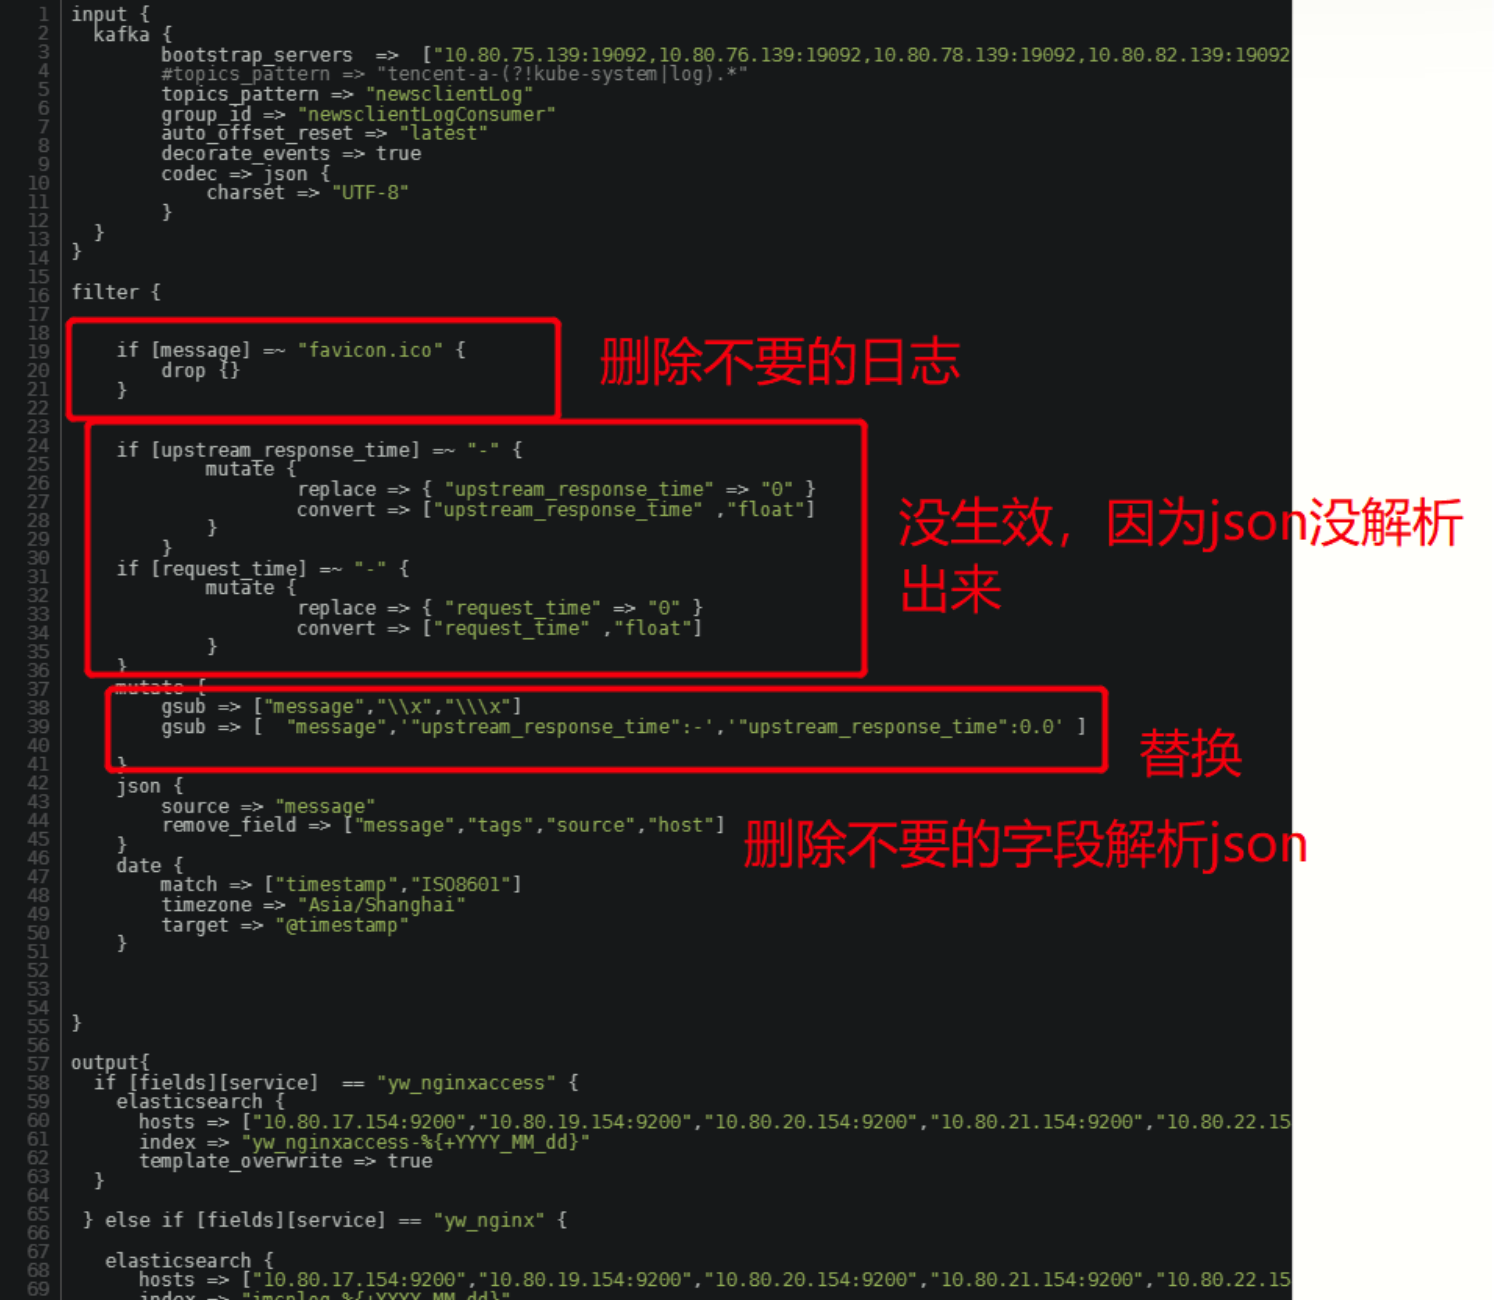 1 input {
2 kafka {
3 bootstrap_servers => ["10.80.75.139:19092,10.80.76.139:19092,10.80.78.139:19092,10.80.82.139:19092
4 #topics_pattern => "tencent-a-(?!kube-system|log).*"
5 topics_pattern => "newsclientLog"
6 group_id => "newsclientLogConsumer"
7 auto_offset_reset => "latest"
8 decorate_events => true
9 codec => json {
10 charset => "UTF-8"
11 }
12 }
13 }
14
15
16 filter {
17
18
19 if [message] =~ "favicon.ico" {
20 drop {}
21 }
22
删除不要的日志
23
24 if [upstream_response_time] =~ "-" {
25 mutate {
26 replace => { "upstream_response_time" => "0" }
27 convert => ["upstream_response_time" ,"float"]
28 }
29 }
30 if [request_time] =~ "-" {
31 mutate {
32 replace => { "request_time" => "0" }
33 convert => ["request_time" ,"float"]
34 }
35
36 }
没生效，因为json没解析
出来
37 mutate {
38 gsub => ["message","\\x","\\\x"]
39 gsub => [ "message",'"upstream_response_time":-','"upstream_response_time":0.0' ]
40
41 }
替换
42 json {
43 source => "message"
44 remove_field => ["message","tags","source","host"]
45 }
删除不要的字段解析json
46 date {
47 match => ["timestamp","ISO8601"]
48 timezone => "Asia/Shanghai"
49 target => "@timestamp"
50 }
51
52
53
54
55 }
56
57 output{
58 if [fields][service] == "yw_nginxaccess" {
59 elasticsearch {
60 hosts => ["10.80.17.154:9200","10.80.19.154:9200","10.80.20.154:9200","10.80.21.154:9200","10.80.22.15
61 index => "yw_nginxaccess-%{+YYYY_MM_dd}"
62 template_overwrite => true
63 }
64
65 } else if [fields][service] == "yw_nginx" {
66
67 elasticsearch {
68 hosts => ["10.80.17.154:9200","10.80.19.154:9200","10.80.20.154:9200","10.80.21.154:9200","10.80.22.15
69 index => "jmcplog-%{+YYYY_MM_dd}"